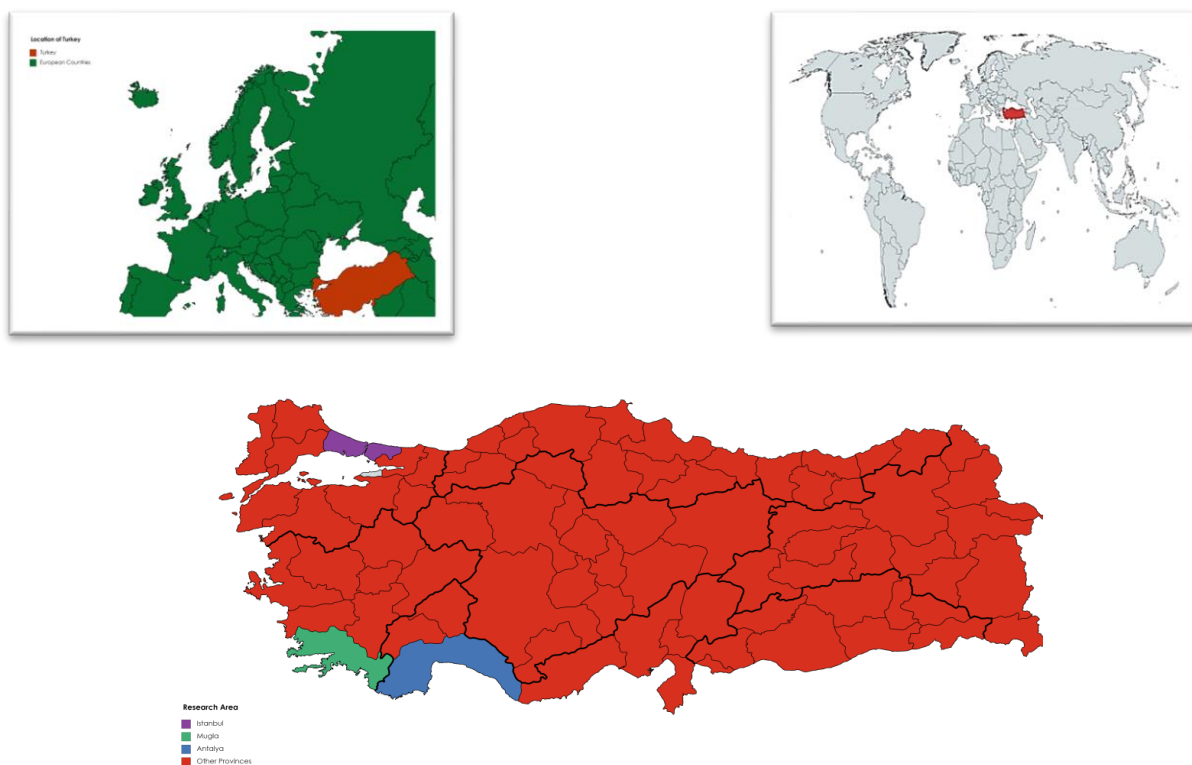 Location of Turkey
Turkey
European Countries
Research Area
Istanbul
Mugla
Antalya
Other Provinces